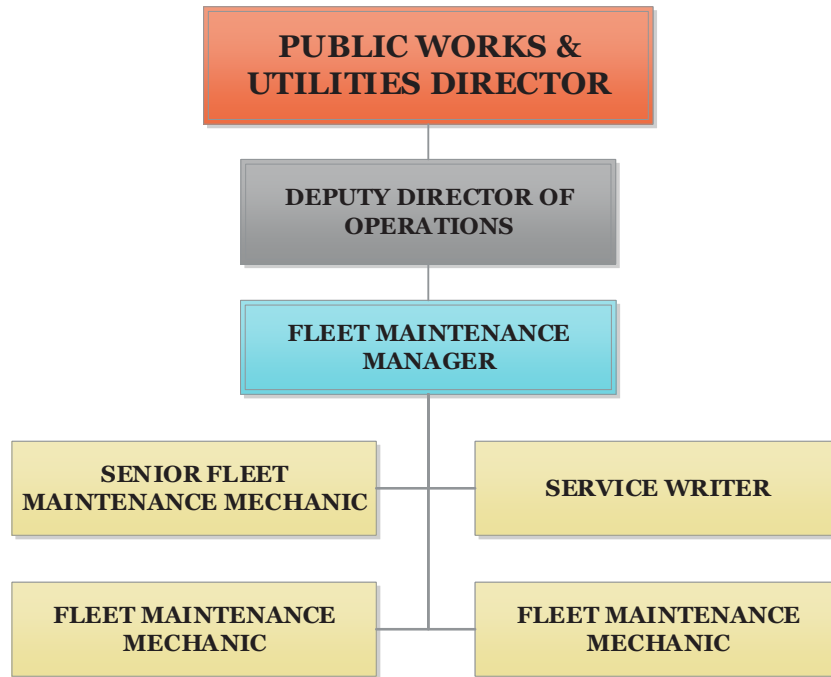 PUBLIC WORKS &
UTILITIES DIRECTOR
DEPUTY DIRECTOR OF
OPERATIONS
FLEET MAINTENANCE
MANAGER
SENIOR FLEET
MAINTENANCE MECHANIC
SERVICE WRITER
FLEET MAINTENANCE
MECHANIC
FLEET MAINTENANCE
MECHANIC